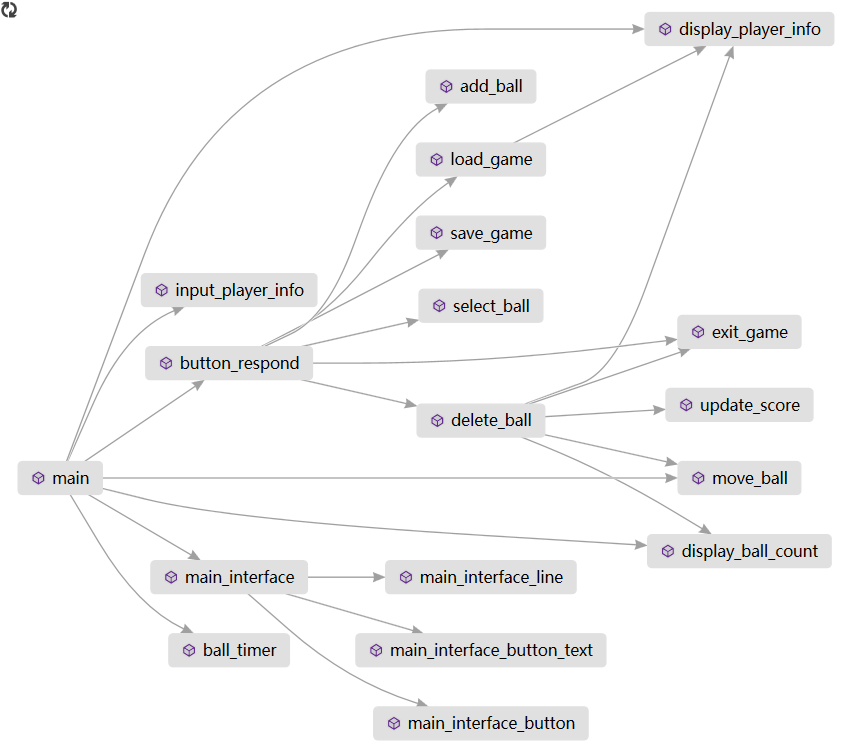 display_player_info
add_ball
load_game
save_game
input_player_info
select_ball
exit_game
button_respond
update_score
delete_ball
main
move_ball
display_ball_count
main_interface
main_interface_line
ball_timer
main_interface_button_text
main_interface_button